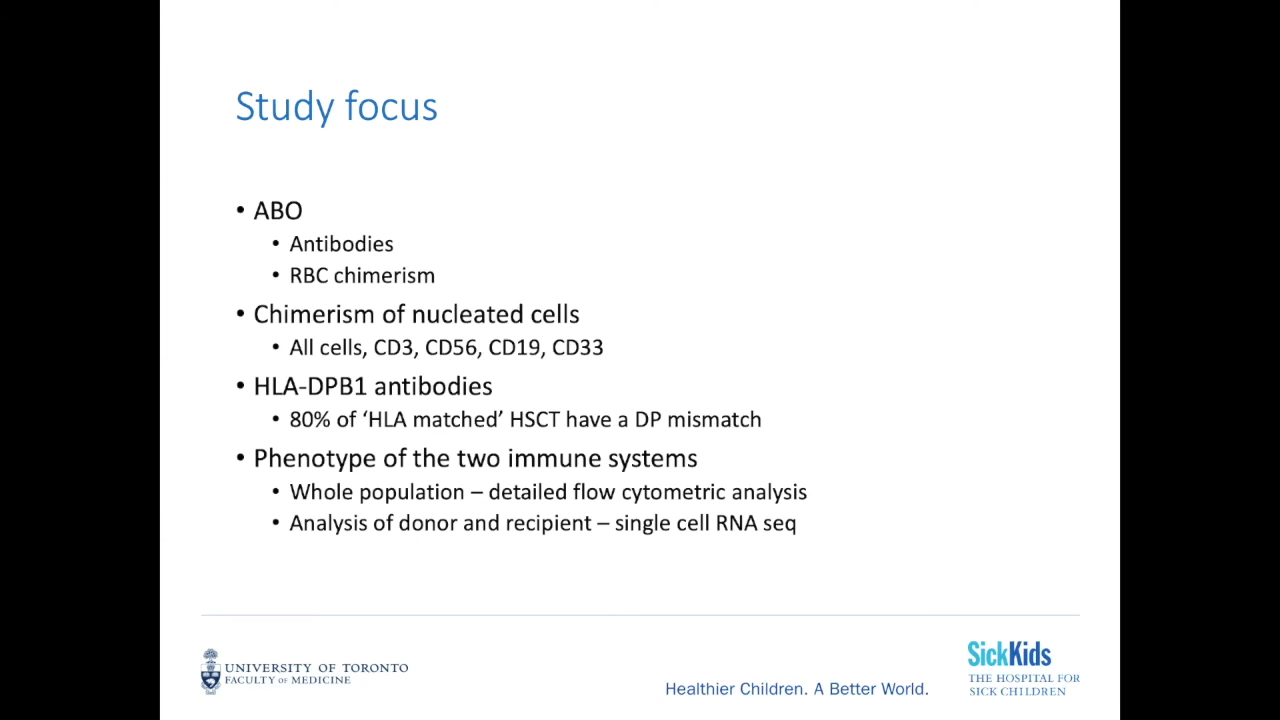 Study focus
• ABO
• Antibodies
• RBC chimerism
• Chimerism of nucleated cells
• All cells, CD3, CD56, CD19, CD33
• HLA-DPB1 antibodies
• 80% of ‘HLA matched’ HSCT have a DP mismatch
• Phenotype of the two immune systems
• Whole population – detailed flow cytometric analysis
• Analysis of donor and recipient – single cell RNA seq
UNIVERSITY OF TORONTO
FACULTY OF MEDICINE
Healthier Children. A Better World.
SickKids
THE HOSPITAL FOR
SICK CHILDREN